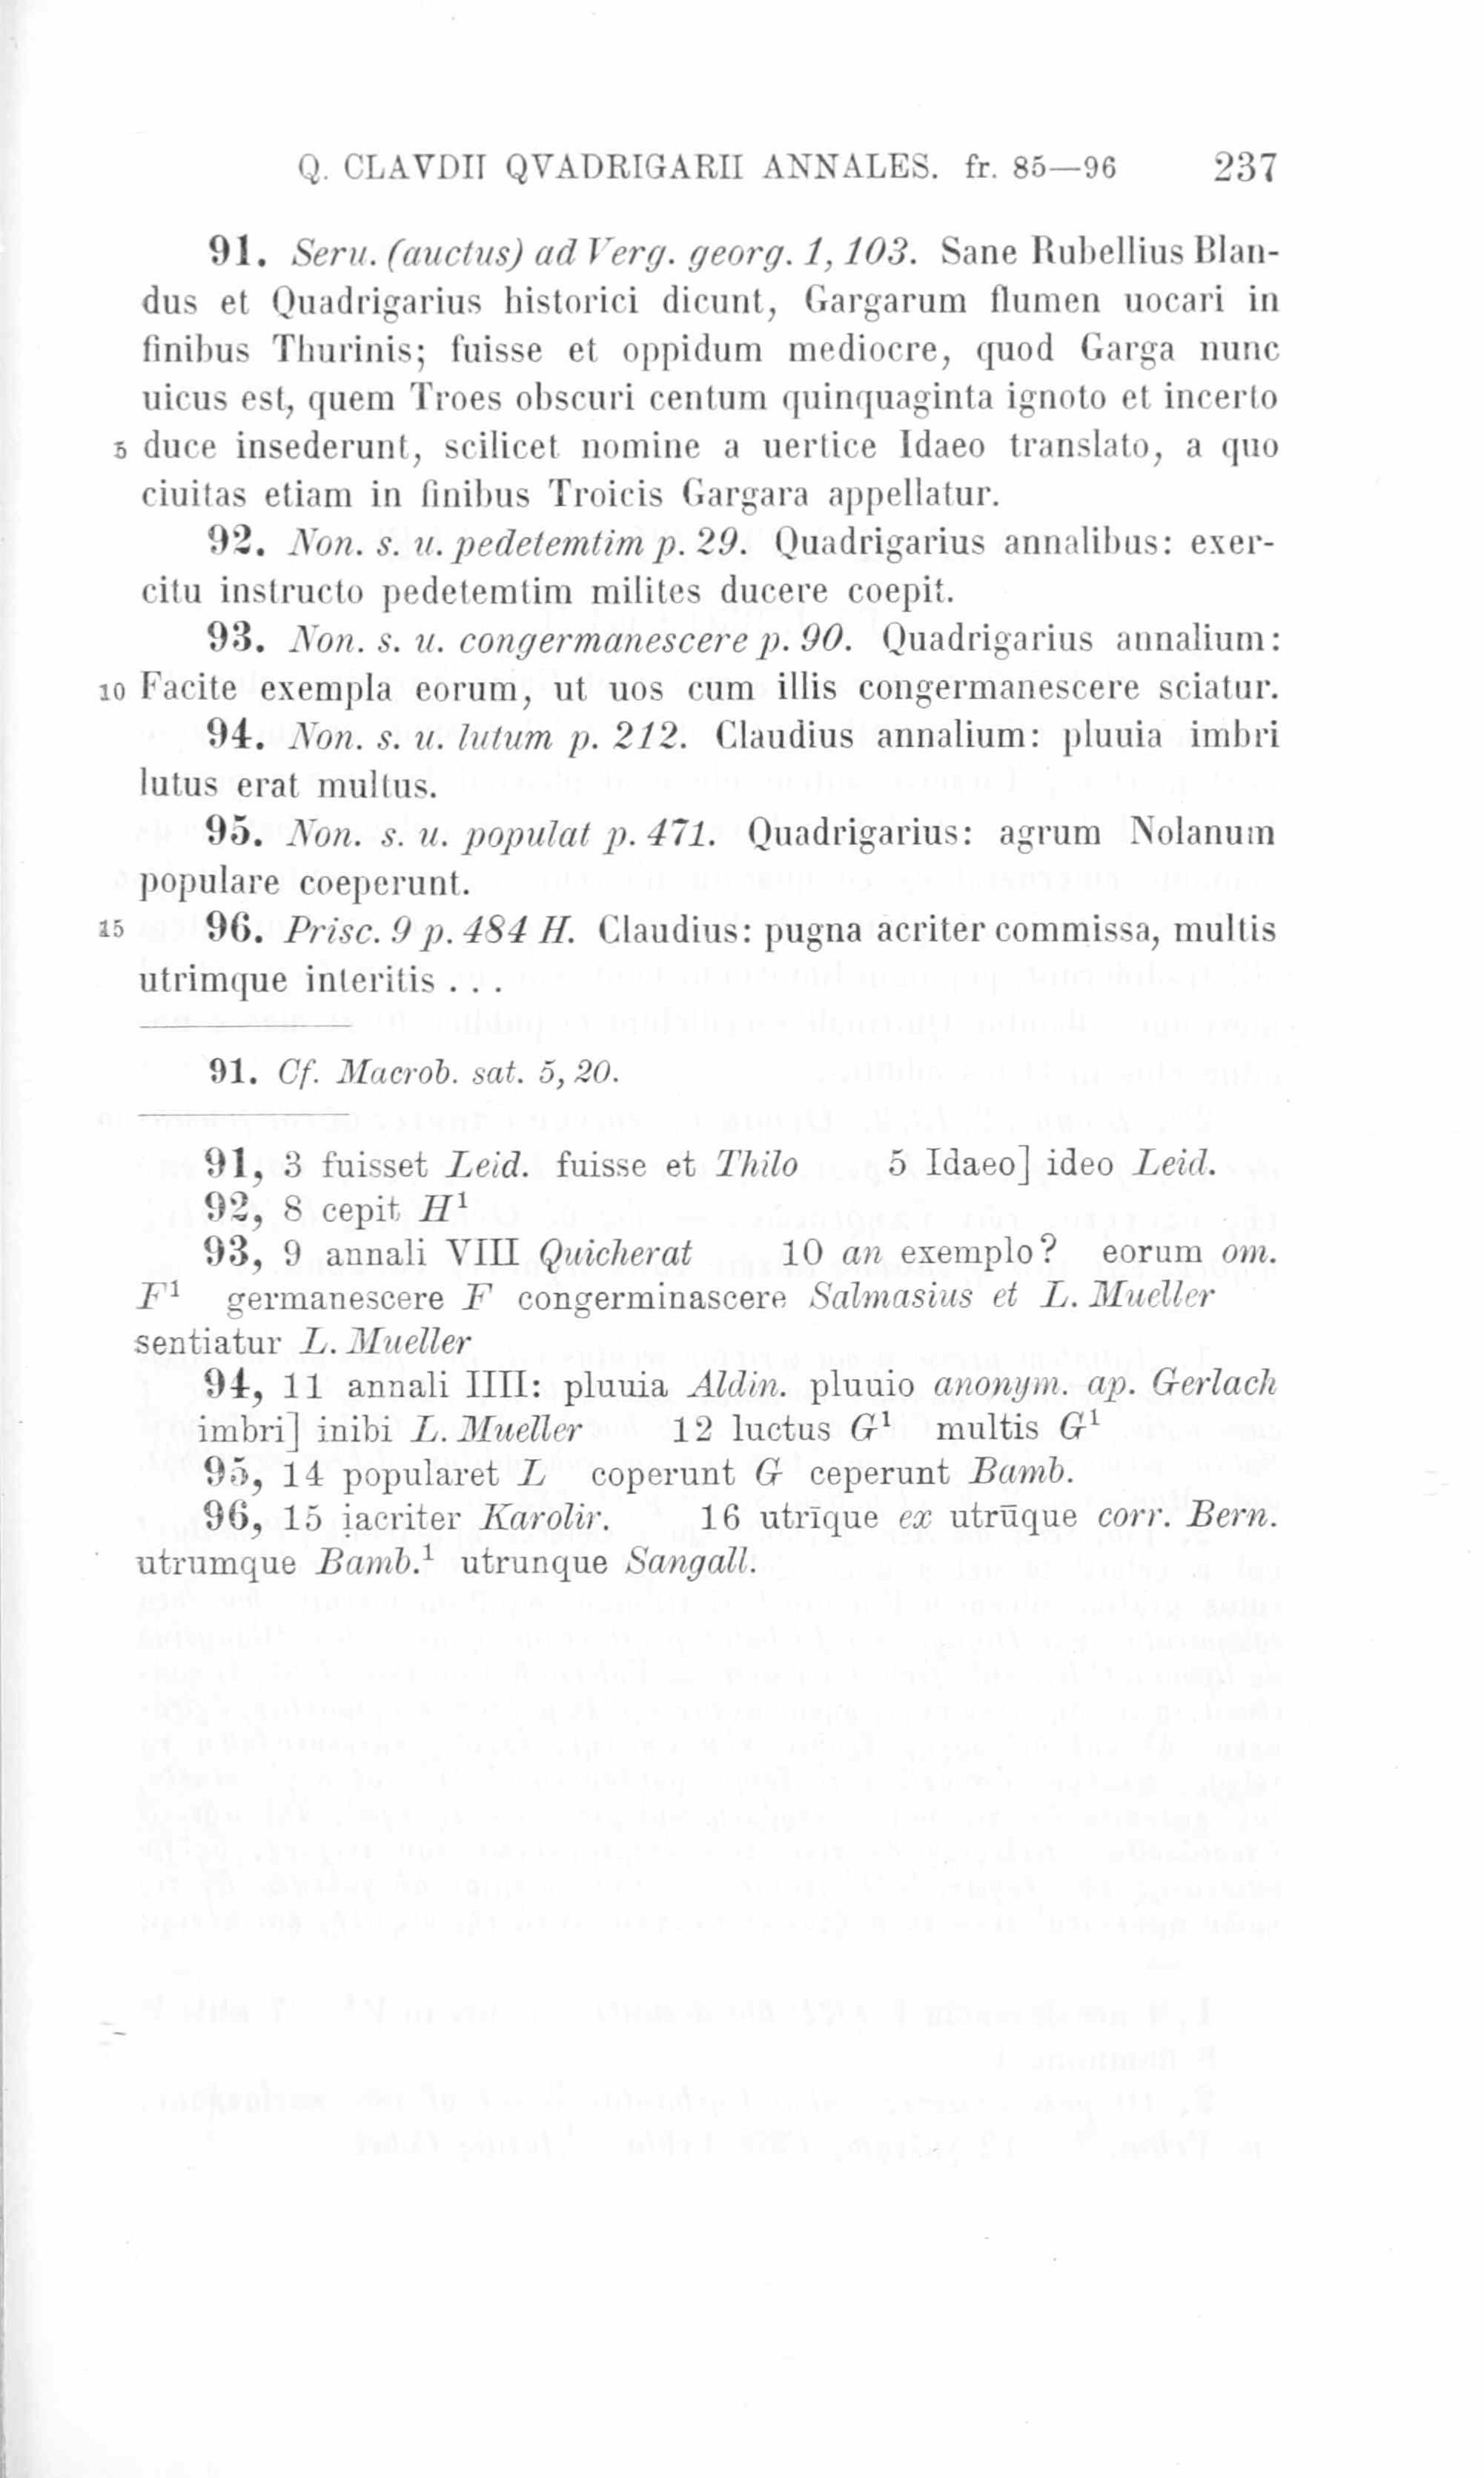 Q. CLAVDII QVADRIGARII ANNALES. fr. 85—96 237
91. Seru. (auctus) ad Verg. georg. 1, 103. Sane Rubellius Blan-
dus et Quadrigarius historici dicunt, Gargarum flumen uocari in
finibus Thurinis; fuisse et oppidum mediocre, quod Garga nunc
uicus est, quem Troes obscuri centum quinquaginta ignoto et incerto
5 duce insederunt, scilicet nomine a uertice Idaeo translato, a quo
ciuitas etiam in finibus Troicis Gargara appellatur.
92. Non. s. u. pedetemtim p. 29. Quadrigarius annalibus: exer-
citu instructo pedetemtim milites ducere coepit.
93. Non. s. u. congermanescere p. 90. Quadrigarius annalium:
10 Facite exempla eorum, ut uos cum illis congermanescere sciatur.
94. Non. s. u. lutum p. 212. Claudius annalium: pluuia imbri
lutus erat multus.
95. Non. s. u. populat p. 471. Quadrigarius: agrum Nolanum
populare coeperunt.
15 96. Prisc. 9 p. 484 H. Claudius: pugna acriter commissa, multis
utrimque interitis . . .
91. Cf. Macrob. sat. 5, 20.
91, 3 fuisset Leid. fuisse et Thilo 5 Idaeo] ideo Leid.
92, 8 cepit H¹
93, 9 annali VIII Quicherat 10 an exemplo? eorum om.
F¹ germanescere F congerminascere Salmasius et L. Mueller
sentiatur L. Mueller
94, 11 annali IIII: pluuia Aldin. pluuio anonym. ap. Gerlach
imbri] inibi L. Mueller 12 luctus G¹ multis G¹
95, 14 popularet L coperunt G ceperunt Bamb.
96, 15 i̩acriter Karolir. 16 utrīque ex utrūque corr. Bern.
utrumque Bamb.¹ utrunque Sangall.